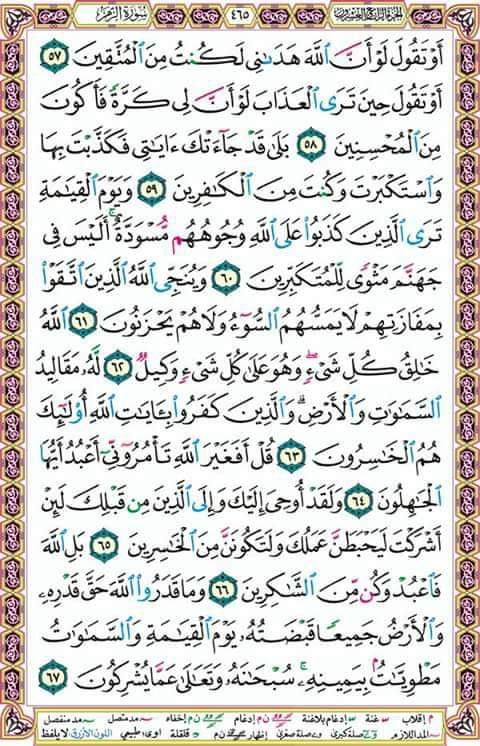 الجزء الرابع والعشرون ٤٦٥ سورة الزمر
أَوْ تَقُولَ لَوْ أَنَّ ٱللَّهَ هَدَىٰنِى لَكُنتُ مِنَ ٱلْمُتَّقِينَ ٥٧
أَوْ تَقُولَ حِينَ تَرَى ٱلْعَذَابَ لَوْ أَنَّ لِى كَرَّةً فَأَكُونَ
مِنَ ٱلْمُحْسِنِينَ ٥٨ بَلَىٰ قَدْ جَآءَتْكَ ءَايَٰتِى فَكَذَّبْتَ بِهَا
وَٱسْتَكْبَرْتَ وَكُنتَ مِنَ ٱلْكَٰفِرِينَ ٥٩ وَيَوْمَ ٱلْقِيَٰمَةِ
تَرَى ٱلَّذِينَ كَذَبُوا۟ عَلَى ٱللَّهِ وُجُوهُهُم مُّسْوَدَّةٌ ۚ أَلَيْسَ فِى
جَهَنَّمَ مَثْوًى لِّلْمُتَكَبِّرِينَ ٦٠ وَيُنَجِّى ٱللَّهُ ٱلَّذِينَ ٱتَّقَوْا۟
بِمَفَازَتِهِمْ لَا يَمَسُّهُمُ ٱلسُّوٓءُ وَلَا هُمْ يَحْزَنُونَ ٦١ ٱللَّهُ
خَٰلِقُ كُلِّ شَىْءٍ ۖ وَهُوَ عَلَىٰ كُلِّ شَىْءٍ وَكِيلٌ ٦٢ لَّهُۥ مَقَالِيدُ
ٱلسَّمَٰوَٰتِ وَٱلْأَرْضِ ۗ وَٱلَّذِينَ كَفَرُوا۟ بِـَٔايَٰتِ ٱللَّهِ أُو۟لَٰٓئِكَ
هُمُ ٱلْخَٰسِرُونَ ٦٣ قُلْ أَفَغَيْرَ ٱللَّهِ تَأْمُرُوٓنِّىٓ أَعْبُدُ أَيُّهَا
ٱلْجَٰهِلُونَ ٦٤ وَلَقَدْ أُوحِىَ إِلَيْكَ وَإِلَى ٱلَّذِينَ مِن قَبْلِكَ لَئِنْ
أَشْرَكْتَ لَيَحْبَطَنَّ عَمَلُكَ وَلَتَكُونَنَّ مِنَ ٱلْخَٰسِرِينَ ٦٥ بَلِ ٱللَّهَ
فَٱعْبُدْ وَكُن مِّنَ ٱلشَّٰكِرِينَ ٦٦ وَمَا قَدَرُوا۟ ٱللَّهَ حَقَّ قَدْرِهِۦ
وَٱلْأَرْضُ جَمِيعًا قَبْضَتُهُۥ يَوْمَ ٱلْقِيَٰمَةِ وَٱلسَّمَٰوَٰتُ
مَطْوِيَّٰتٌۢ بِيَمِينِهِۦ ۚ سُبْحَٰنَهُۥ وَتَعَٰلَىٰ عَمَّا يُشْرِكُونَ ٦٧
م إقلاب غنة إدغام بلاغنة ن م إدغام ن م إخفاء مد متصل مد منفصل
المد اللازم صلة كبرى صلة صغرى إظهار ن م قلقلة اوى: طبيعي اللون الأزرق لا يلفظ